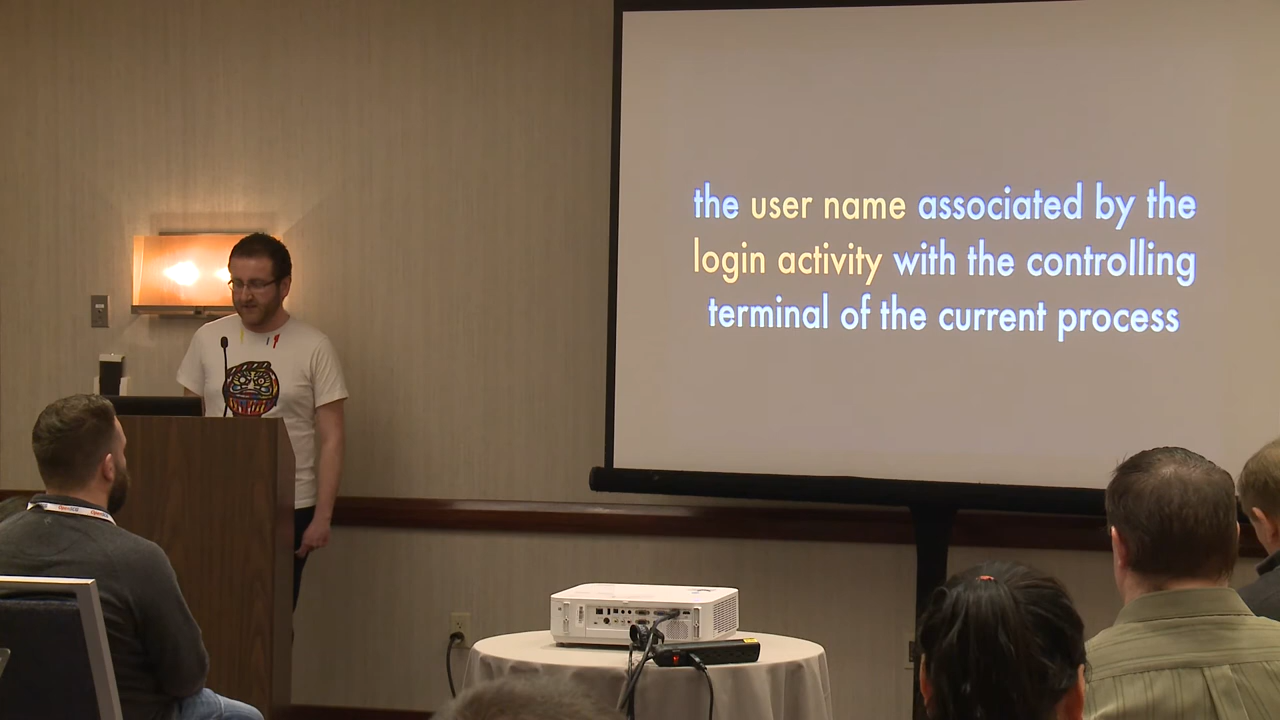 the user name associated by the
login activity with the controlling
terminal of the current process